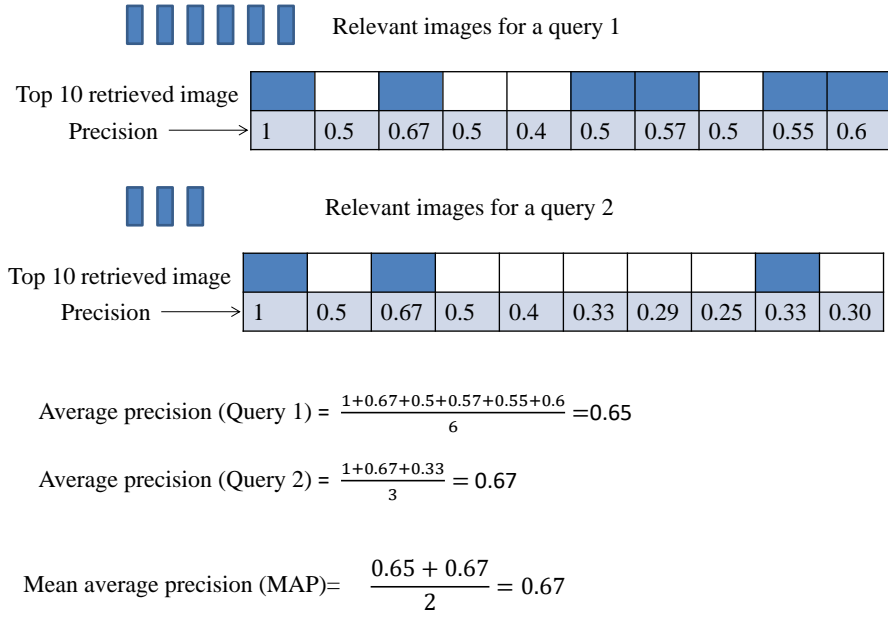 Relevant images for a query 1
Top 10 retrieved image
Precision 1 0.5 0.67 0.5 0.4 0.5 0.57 0.5 0.55 0.6
Relevant images for a query 2
Top 10 retrieved image
Precision 1 0.5 0.67 0.5 0.4 0.33 0.29 0.25 0.33 0.30
Average precision (Query 1) = \frac{1+0.67+0.5+0.57+0.55+0.6}{6} =0.65
Average precision (Query 2) = \frac{1+0.67+0.33}{3} = 0.67
Mean average precision (MAP)= \frac{0.65 + 0.67}{2} = 0.67